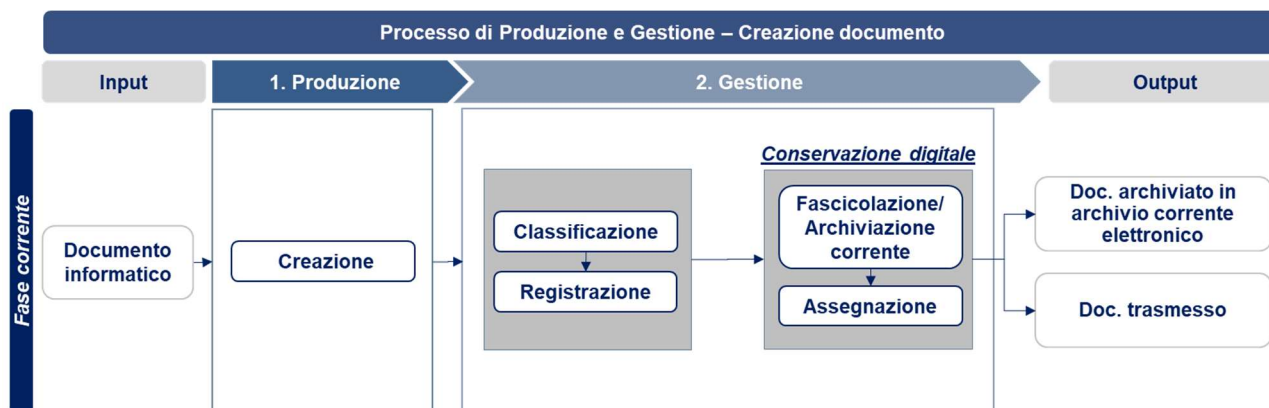 Processo di Produzione e Gestione – Creazione documento
Input
1. Produzione
2. Gestione
Output
Fase corrente
Documento
informatico
Creazione
Classificazione
Registrazione
Conservazione digitale
Fascicolazione/
Archiviazione
corrente
Assegnazione
Doc. archiviato in
archivio corrente
elettronico
Doc. trasmesso